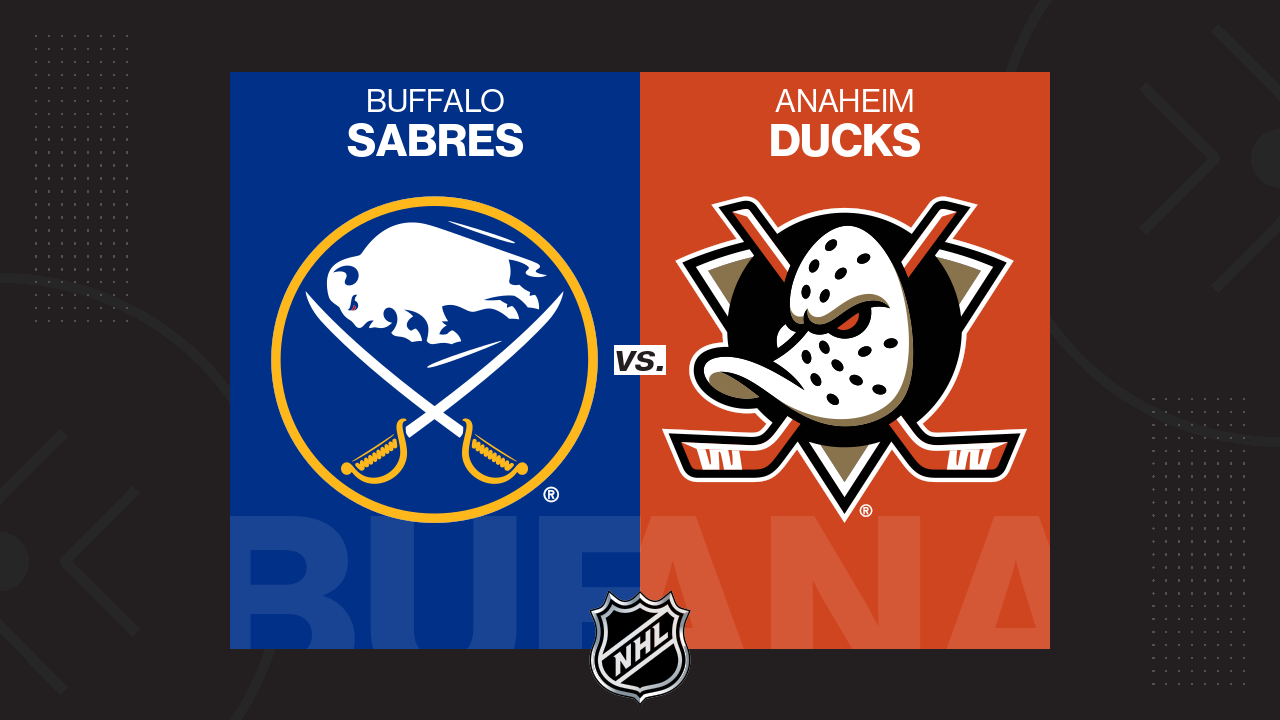 BUFFALO
SABRES
ANAHEIM
DUCKS
vs.
®
®
BUF
ANA
NHL